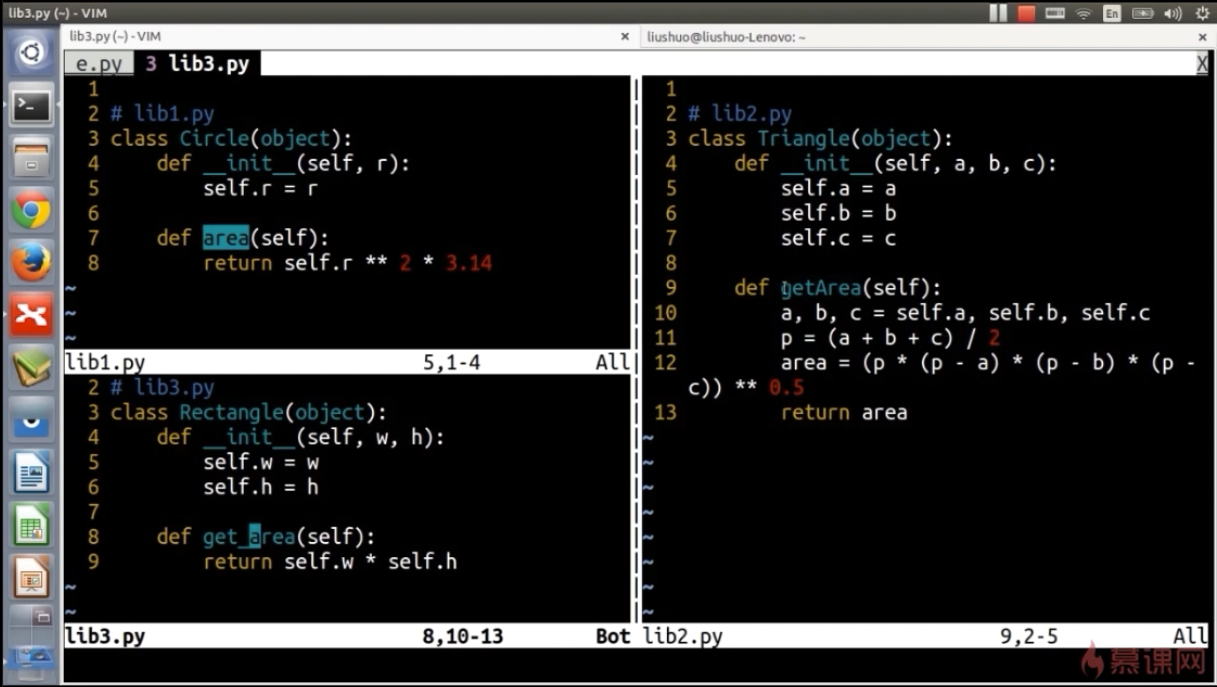 lib3.py (~) - VIM
En
lib3.py (~) - VIM ×
liushuo@liushuo-Lenovo: ~ ×
e.py 3 lib3.py X
1
2 # lib1.py
3 class Circle(object):
4     def __init__(self, r):
5         self.r = r
6
7     def area(self):
8         return self.r ** 2 * 3.14
~
~
~
lib1.py 5,1-4 All
2 # lib3.py
3 class Rectangle(object):
4     def __init__(self, w, h):
5         self.w = w
6         self.h = h
7
8     def get_area(self):
9         return self.w * self.h
~
~
lib3.py 8,10-13 Bot
1
2 # lib2.py
3 class Triangle(object):
4     def __init__(self, a, b, c):
5         self.a = a
6         self.b = b
7         self.c = c
8
9     def getArea(self):
10         a, b, c = self.a, self.b, self.c
11         p = (a + b + c) / 2
12         area = (p * (p - a) * (p - b) * (p -
c)) ** 0.5
13         return area
~
~
~
~
~
~
~
~
lib2.py 9,2-5 All
慕课网